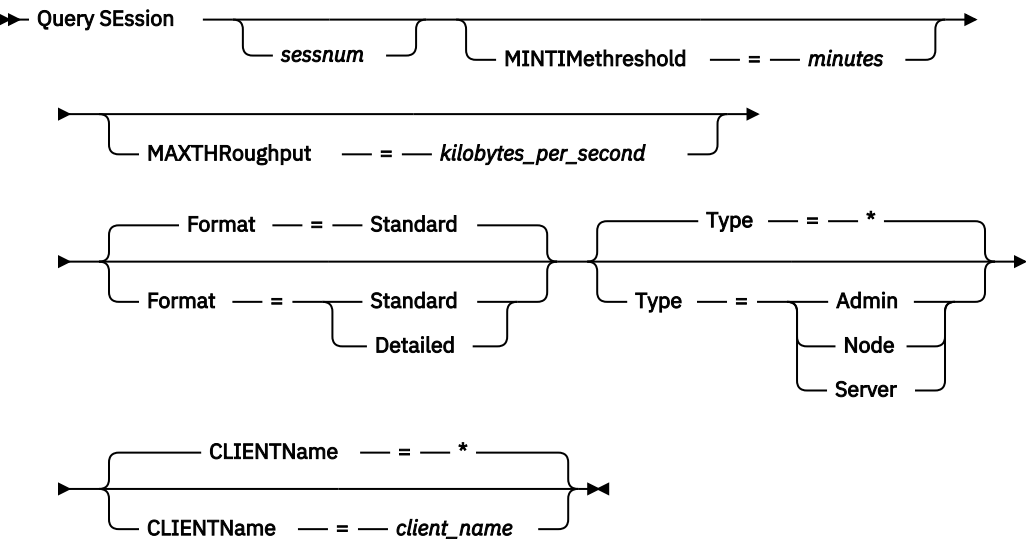 Query SEssion
sessnum
MINTIMethreshold = minutes
MAXTHRoughput = kilobytes_per_second
Format = Standard
Type = *
Format = Standard
Type = Admin
Detailed
Node
Server
CLIENTName = *
CLIENTName = client_name